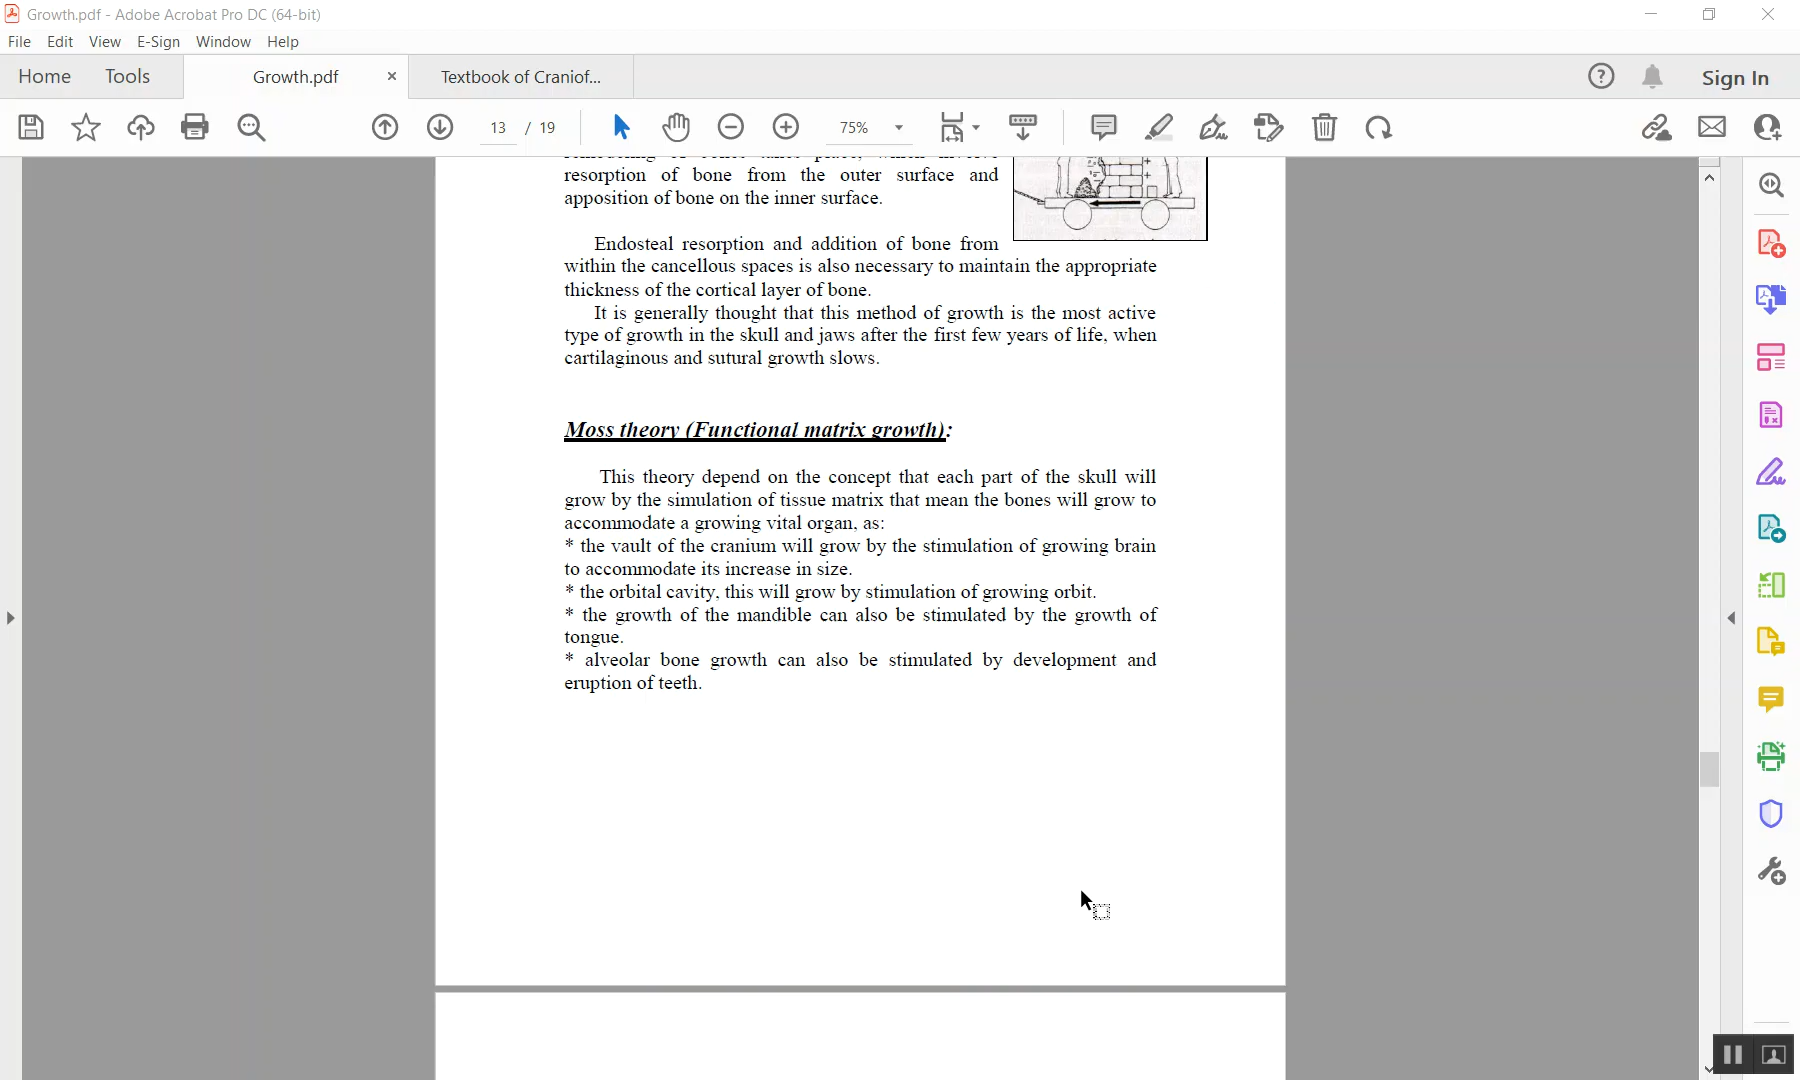 Growth.pdf - Adobe Acrobat Pro DC (64-bit)
File Edit View E-Sign Window Help
Home Tools Growth.pdf × Textbook of Craniof... Sign In
13 / 19 75%
resorption of bone from the outer surface and
apposition of bone on the inner surface.
Endosteal resorption and addition of bone from
within the cancellous spaces is also necessary to maintain the appropriate
thickness of the cortical layer of bone.
It is generally thought that this method of growth is the most active
type of growth in the skull and jaws after the first few years of life, when
cartilaginous and sutural growth slows.
Moss theory (Functional matrix growth):
This theory depend on the concept that each part of the skull will
grow by the simulation of tissue matrix that mean the bones will grow to
accommodate a growing vital organ, as:
* the vault of the cranium will grow by the stimulation of growing brain
to accommodate its increase in size.
* the orbital cavity, this will grow by stimulation of growing orbit.
* the growth of the mandible can also be stimulated by the growth of
tongue.
* alveolar bone growth can also be stimulated by development and
eruption of teeth.